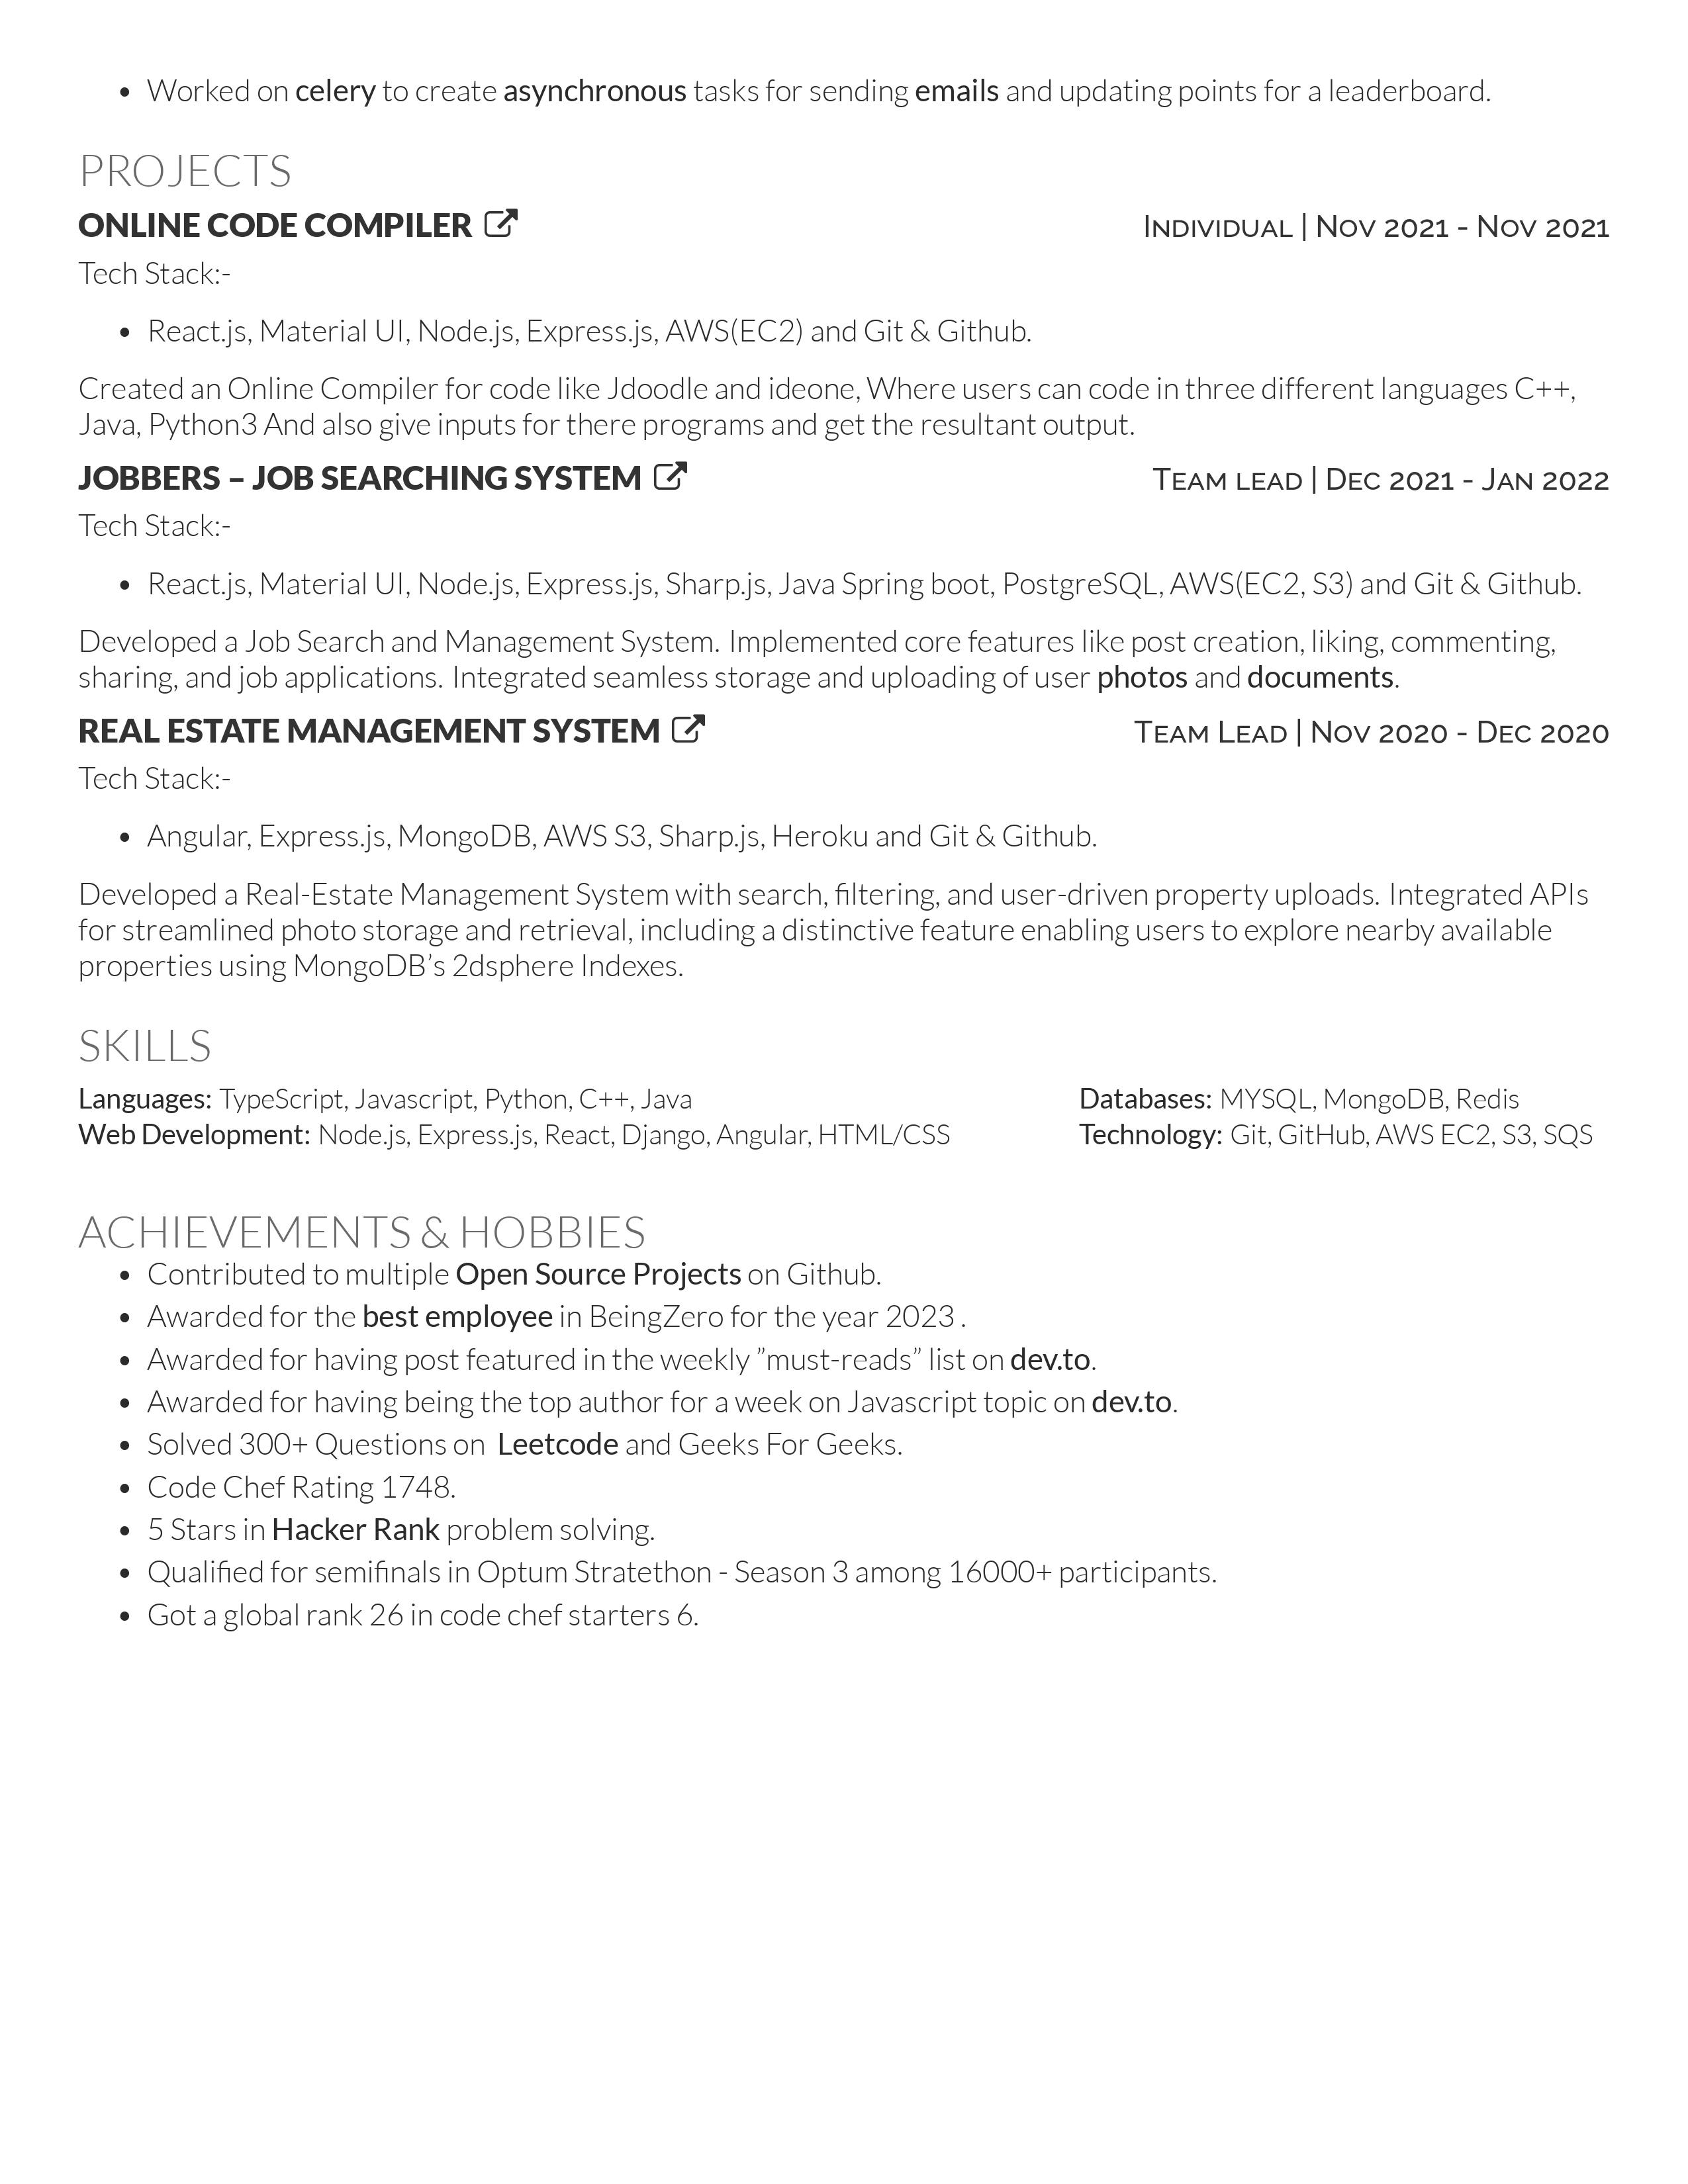 • Worked on celery to create asynchronous tasks for sending emails and updating points for a leaderboard.
PROJECTS
ONLINE CODE COMPILER
Individual | Nov 2021 - Nov 2021
Tech Stack:-
• React.js, Material UI, Node.js, Express.js, AWS(EC2) and Git & Github.
Created an Online Compiler for code like Jdoodle and ideone, Where users can code in three different languages C++,
Java, Python3 And also give inputs for there programs and get the resultant output.
JOBBERS – JOB SEARCHING SYSTEM
Team lead | Dec 2021 - Jan 2022
Tech Stack:-
• React.js, Material UI, Node.js, Express.js, Sharp.js, Java Spring boot, PostgreSQL, AWS(EC2, S3) and Git & Github.
Developed a Job Search and Management System. Implemented core features like post creation, liking, commenting,
sharing, and job applications. Integrated seamless storage and uploading of user photos and documents.
REAL ESTATE MANAGEMENT SYSTEM
Team Lead | Nov 2020 - Dec 2020
Tech Stack:-
• Angular, Express.js, MongoDB, AWS S3, Sharp.js, Heroku and Git & Github.
Developed a Real-Estate Management System with search, filtering, and user-driven property uploads. Integrated APIs
for streamlined photo storage and retrieval, including a distinctive feature enabling users to explore nearby available
properties using MongoDB’s 2dsphere Indexes.
SKILLS
Languages: TypeScript, Javascript, Python, C++, Java
Databases: MYSQL, MongoDB, Redis
Web Development: Node.js, Express.js, React, Django, Angular, HTML/CSS
Technology: Git, GitHub, AWS EC2, S3, SQS
ACHIEVEMENTS & HOBBIES
• Contributed to multiple Open Source Projects on Github.
• Awarded for the best employee in BeingZero for the year 2023 .
• Awarded for having post featured in the weekly ”must-reads” list on dev.to.
• Awarded for having being the top author for a week on Javascript topic on dev.to.
• Solved 300+ Questions on Leetcode and Geeks For Geeks.
• Code Chef Rating 1748.
• 5 Stars in Hacker Rank problem solving.
• Qualified for semifinals in Optum Stratethon - Season 3 among 16000+ participants.
• Got a global rank 26 in code chef starters 6.